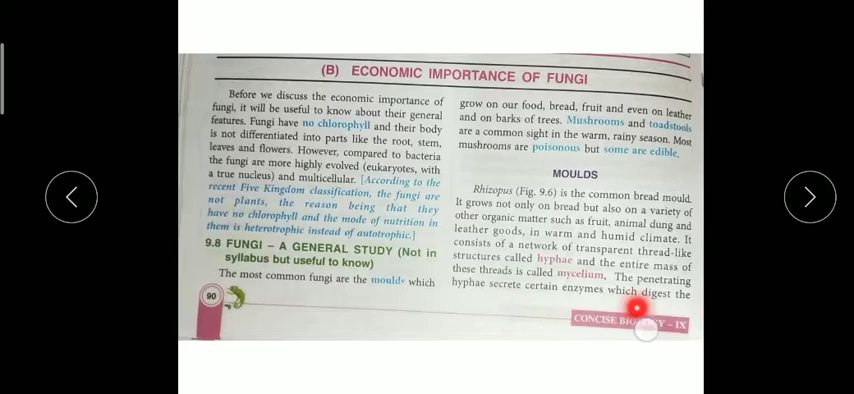 (B) ECONOMIC IMPORTANCE OF FUNGI
Before we discuss the economic importance of
fungi, it will be useful to know about their general
features. Fungi have no chlorophyll and their body
is not differentiated into parts like the root, stem,
leaves and flowers. However, compared to bacteria
the fungi are more highly evolved (eukaryotes, with
a true nucleus) and multicellular. [According to the
recent Five Kingdom classification, the fungi are
not plants, the reason being that they
have no chlorophyll and the mode of nutrition in
them is heterotrophic instead of autotrophic.]
9.8 FUNGI – A GENERAL STUDY (Not in
syllabus but useful to know)
The most common fungi are the moulds which
90
grow on our food, bread, fruit and even on leather
and on barks of trees. Mushrooms and toadstools
are a common sight in the warm, rainy season. Most
mushrooms are poisonous but some are edible.
MOULDS
Rhizopus (Fig. 9.6) is the common bread mould.
It grows not only on bread but also on a variety of
other organic matter such as fruit, animal dung and
leather goods, in warm and humid climate. It
consists of a network of transparent thread-like
structures called hyphae and the entire mass of
these threads is called mycelium. The penetrating
hyphae secrete certain enzymes which digest the
CONCISE BIOLOGY – IX